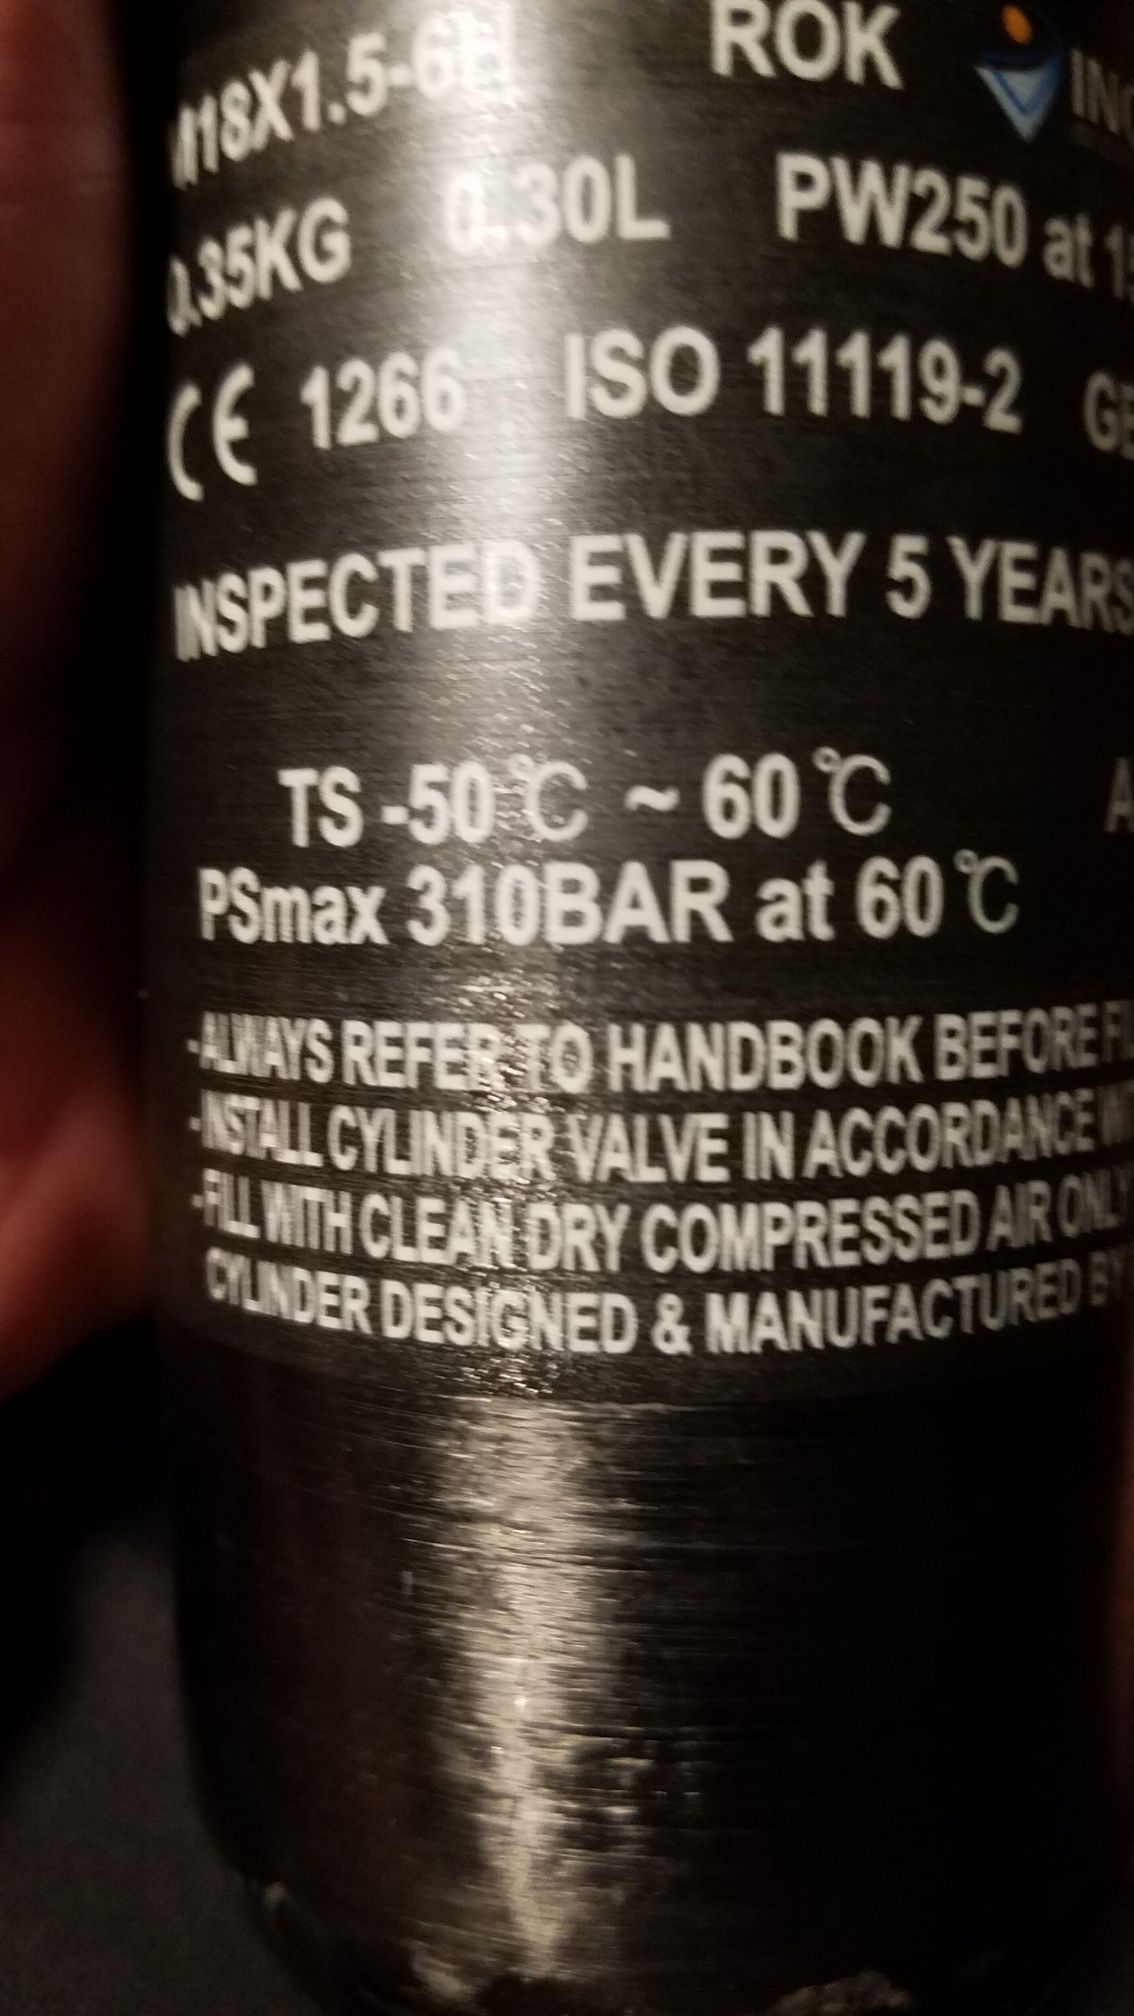 M18X1.5-6H ROK
0.35KG 0.30L PW250 at
CE 1266 ISO 11119-2
INSPECTED EVERY 5 YEARS
TS -50℃ ~ 60℃
PSmax 310BAR at 60℃
-ALWAYS REFER TO HANDBOOK BEFORE
-INSTALL CYLINDER VALVE IN ACCORDANCE
-FILL WITH CLEAN DRY COMPRESSED AIR ONLY
CYLINDER DESIGNED & MANUFACTURED BY